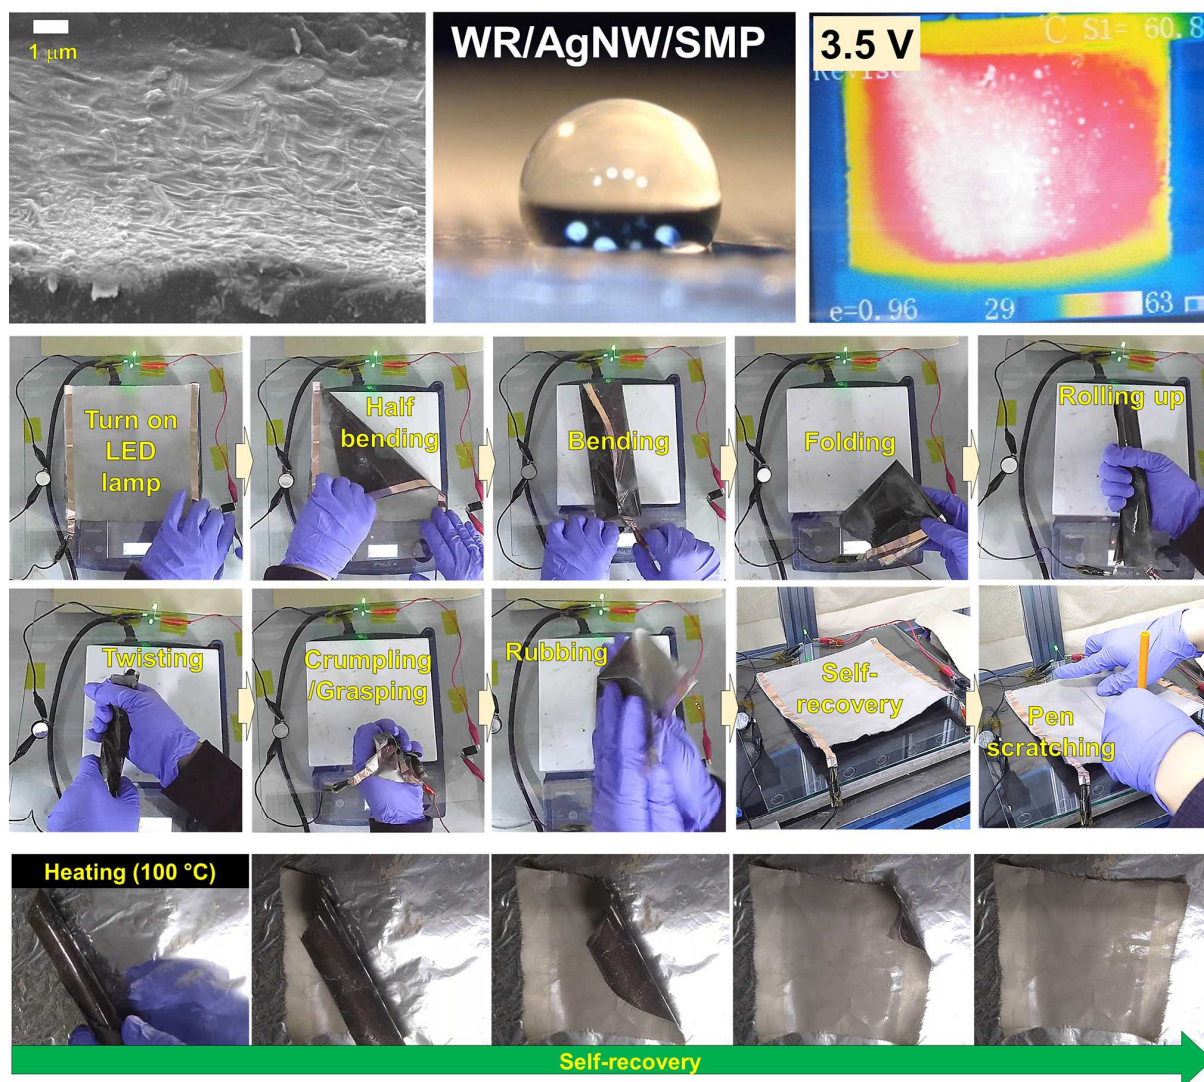 1 μm
WR/AgNW/SMP
3.5 V
℃ S1= 60.8
e=0.96
29
63
Turn on
LED
lamp
Half
bending
Bending
Folding
Rolling up
Twisting
Crumpling
/Grasping
Rubbing
Self-
recovery
Pen
scratching
Heating (100 °C)
Self-recovery